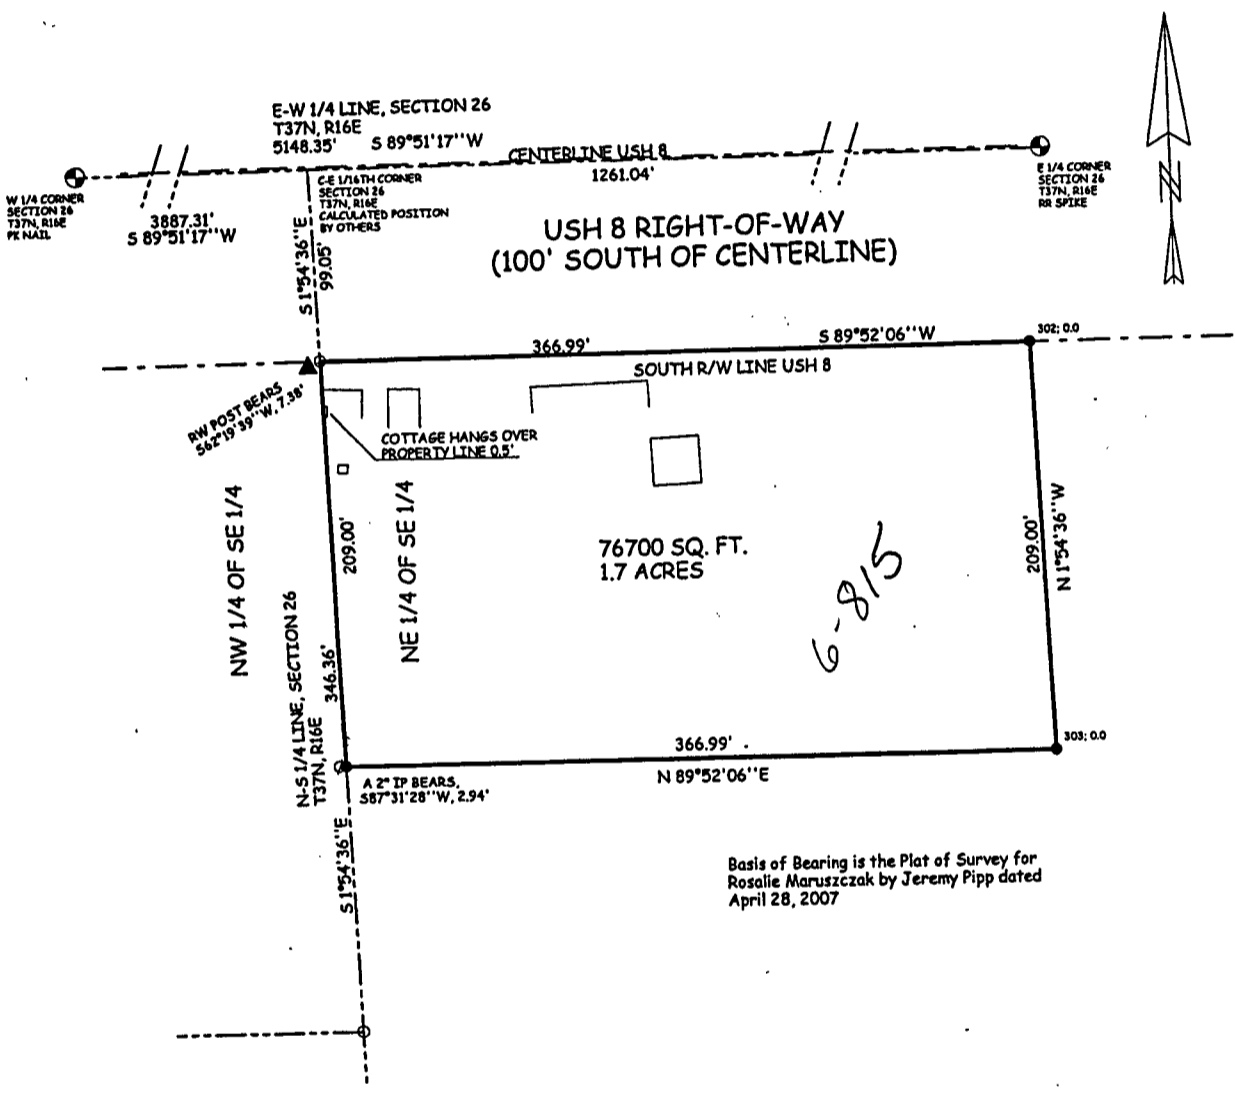 E-W 1/4 LINE, SECTION 26
T37N, R16E
5148.35' S 89°51'17''W
CENTERLINE USH 8
1261.04'
W 1/4 CORNER
SECTION 26
T37N, R16E
PK NAIL
3887.31'
S 89°51'17''W
C-E 1/16TH CORNER
SECTION 26
T37N, R16E
CALCULATED POSITION
BY OTHERS
E 1/4 CORNER
SECTION 26
T37N, R16E
RR SPIKE
N
USH 8 RIGHT-OF-WAY
(100' SOUTH OF CENTERLINE)
S 1°54'36''E
99.05'
366.99'
S 89°52'06''W
302; 0.0
SOUTH R/W LINE USH 8
RW POST BEARS
S62°19'39''W, 7.38'
COTTAGE HANGS OVER
PROPERTY LINE 0.5'
NW 1/4 OF SE 1/4
NE 1/4 OF SE 1/4
209.00'
346.36'
N-S 1/4 LINE, SECTION 26
T37N, R16E
76700 SQ. FT.
1.7 ACRES
6-815
209.00'
N 1°54'36''W
366.99'
N 89°52'06''E
303; 0.0
A 2" IP BEARS,
S87°31'28''W, 2.94'
S 1°54'36''E
Basis of Bearing is the Plat of Survey for
Rosalie Maruszczak by Jeremy Pipp dated
April 28, 2007